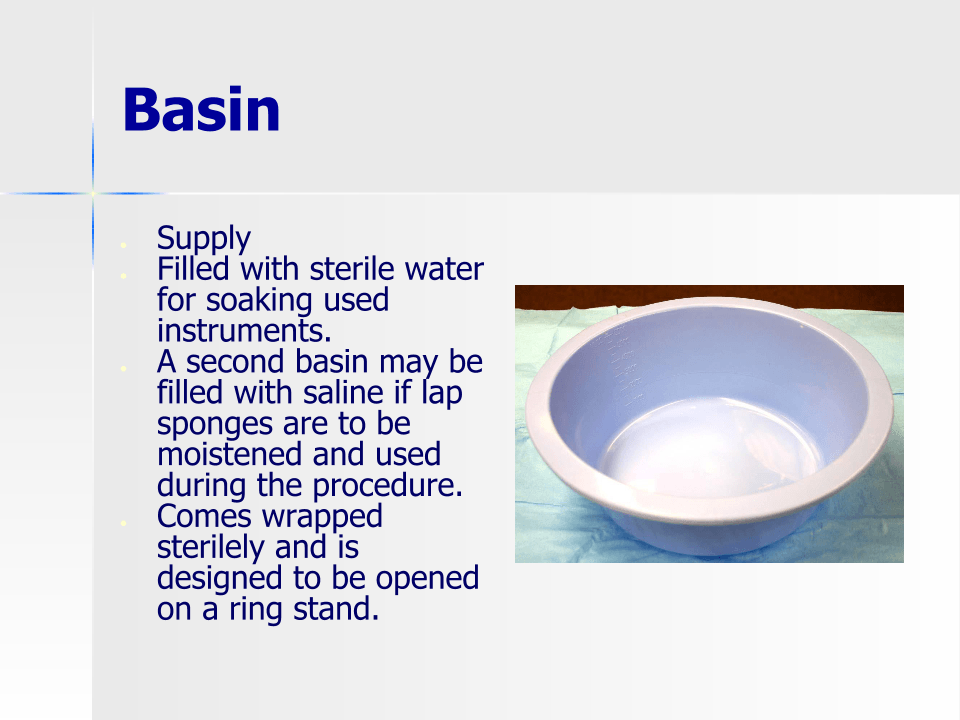 Basin
Supply
Filled with sterile water
for soaking used
instruments.
A second basin may be
filled with saline if lap
sponges are to be
moistened and used
during the procedure.
Comes wrapped
sterilely and is
designed to be opened
on a ring stand.